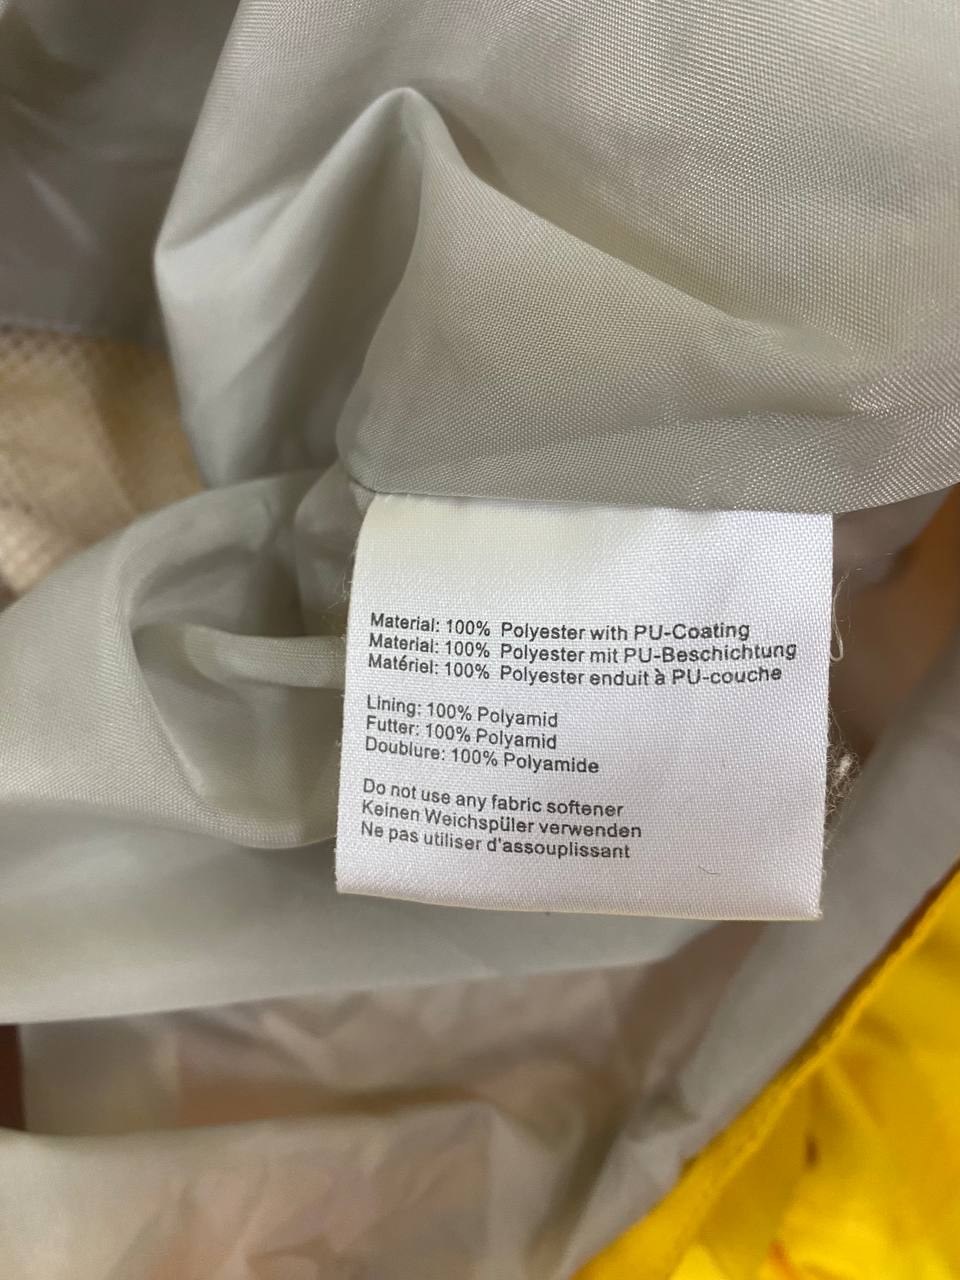 Material: 100% Polyester with PU-Coating
Material: 100% Polyester mit PU-Beschichtung
Matériel: 100% Polyester enduit à PU-couche
Lining: 100% Polyamid
Futter: 100% Polyamid
Doublure: 100% Polyamide
Do not use any fabric softener
Keinen Weichspüler verwenden
Ne pas utiliser d'assouplissant